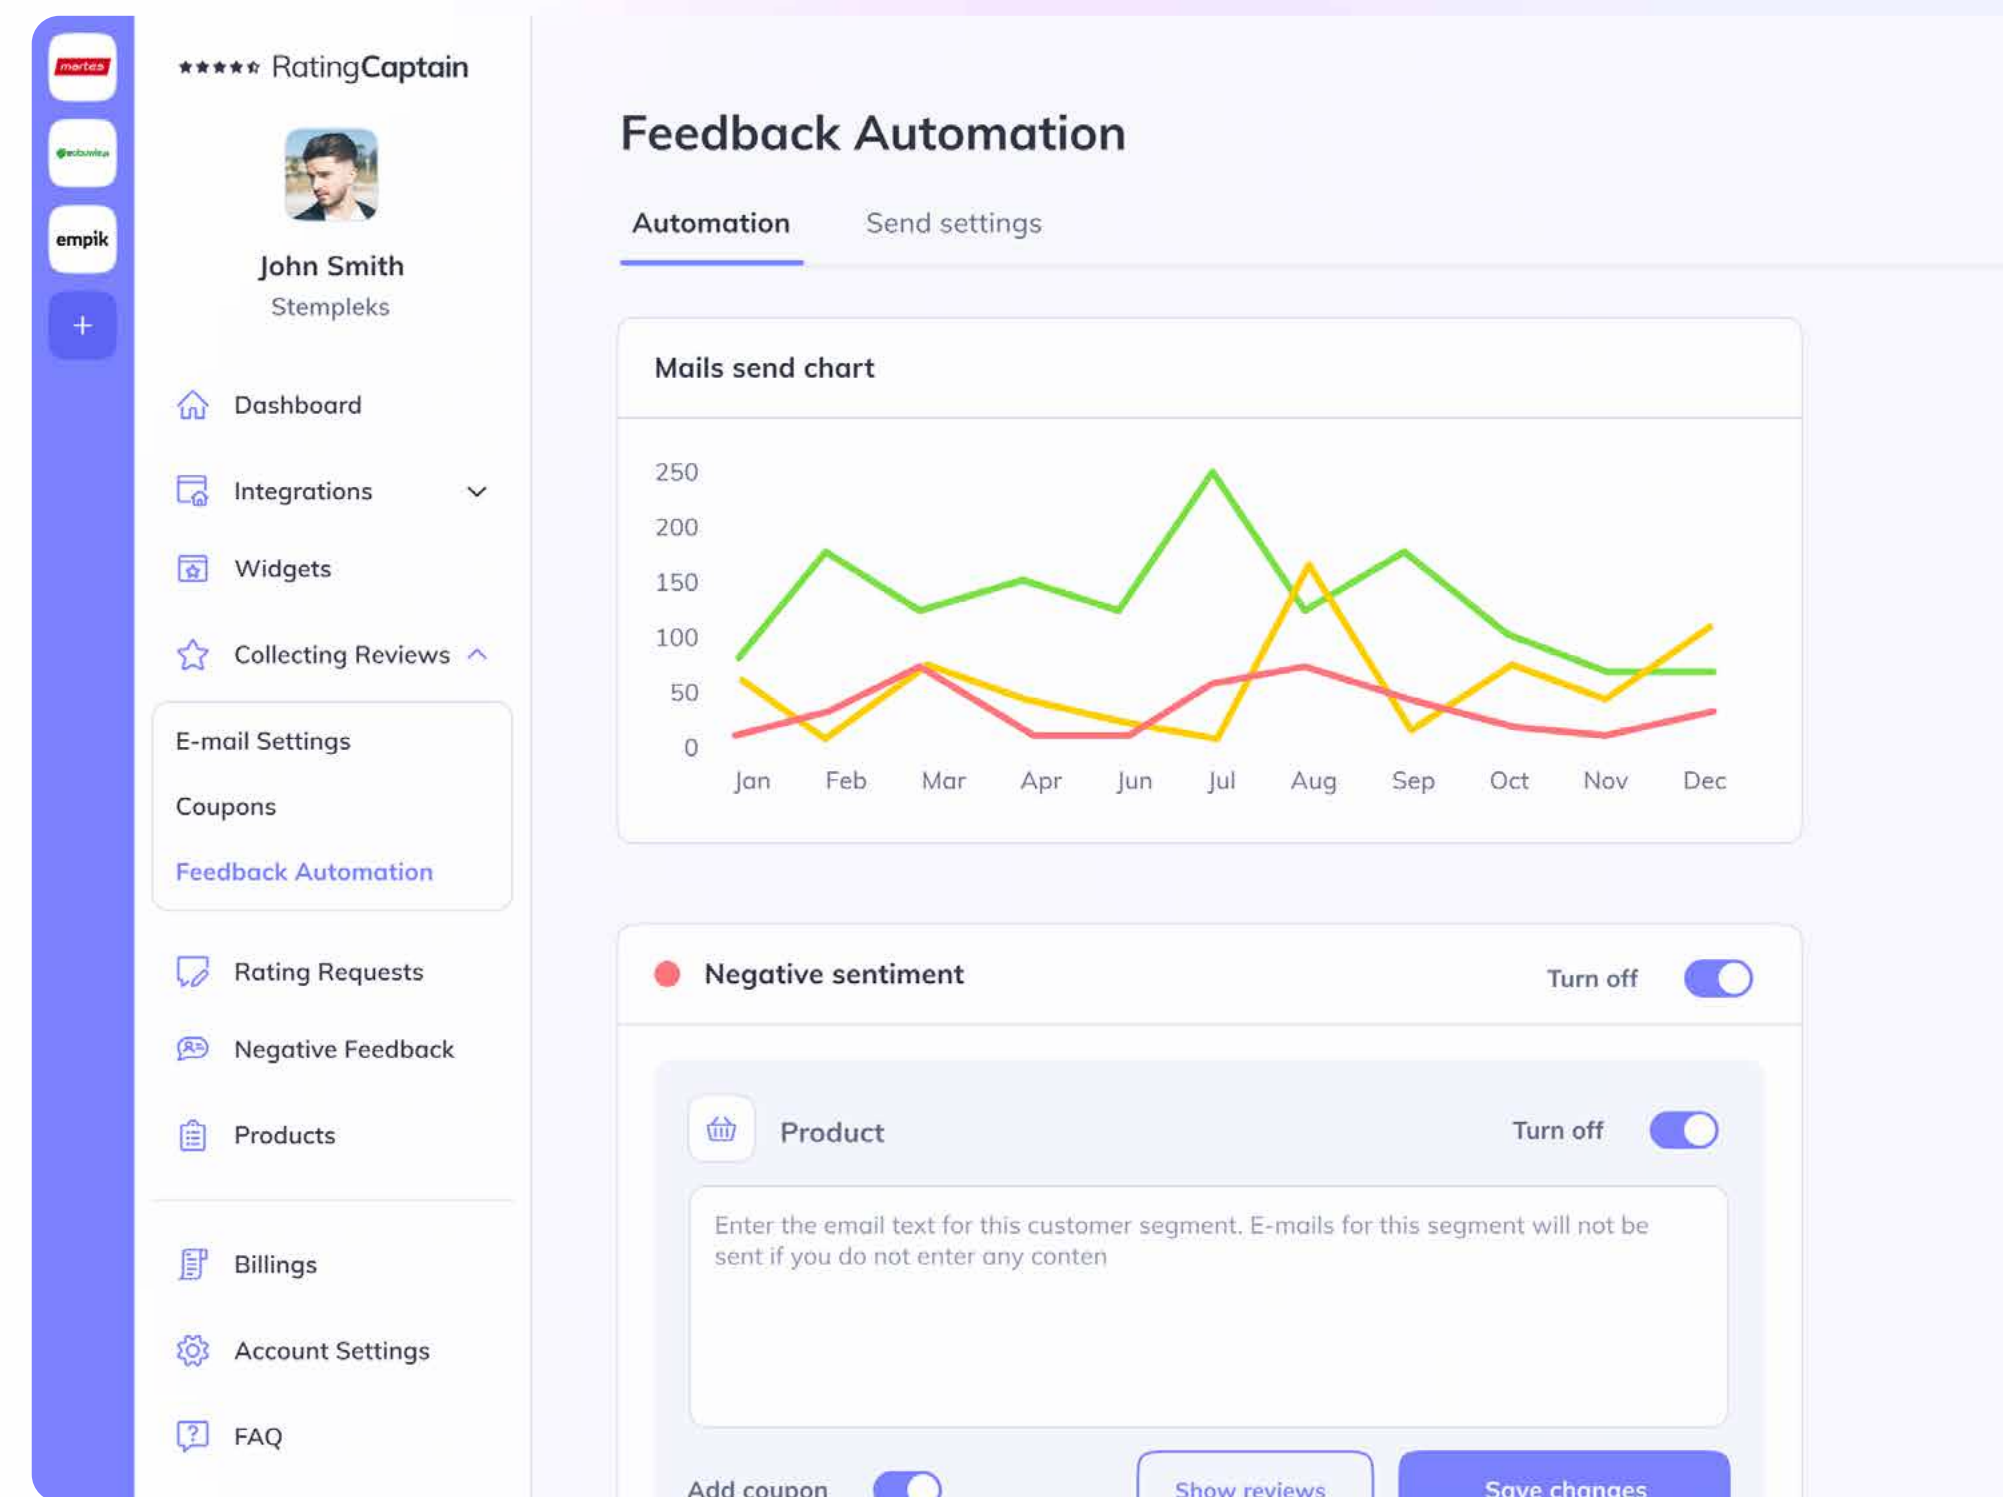 mertes
empik
+
RatingCaptain
John Smith
Stempleks
Dashboard
Integrations
Widgets
Collecting Reviews
E-mail Settings
Coupons
Feedback Automation
Rating Requests
Negative Feedback
Products
Billings
Account Settings
FAQ
Feedback Automation
Automation
Send settings
Mails send chart
250
200
150
100
50
0
Jan Feb Mar Apr Jun Jul Aug Sep Oct Nov Dec
Negative sentiment
Turn off
Product
Turn off
Enter the email text for this customer segment. E-mails for this segment will not be
sent if you do not enter any conten
Add coupon
Show reviews
Save changes